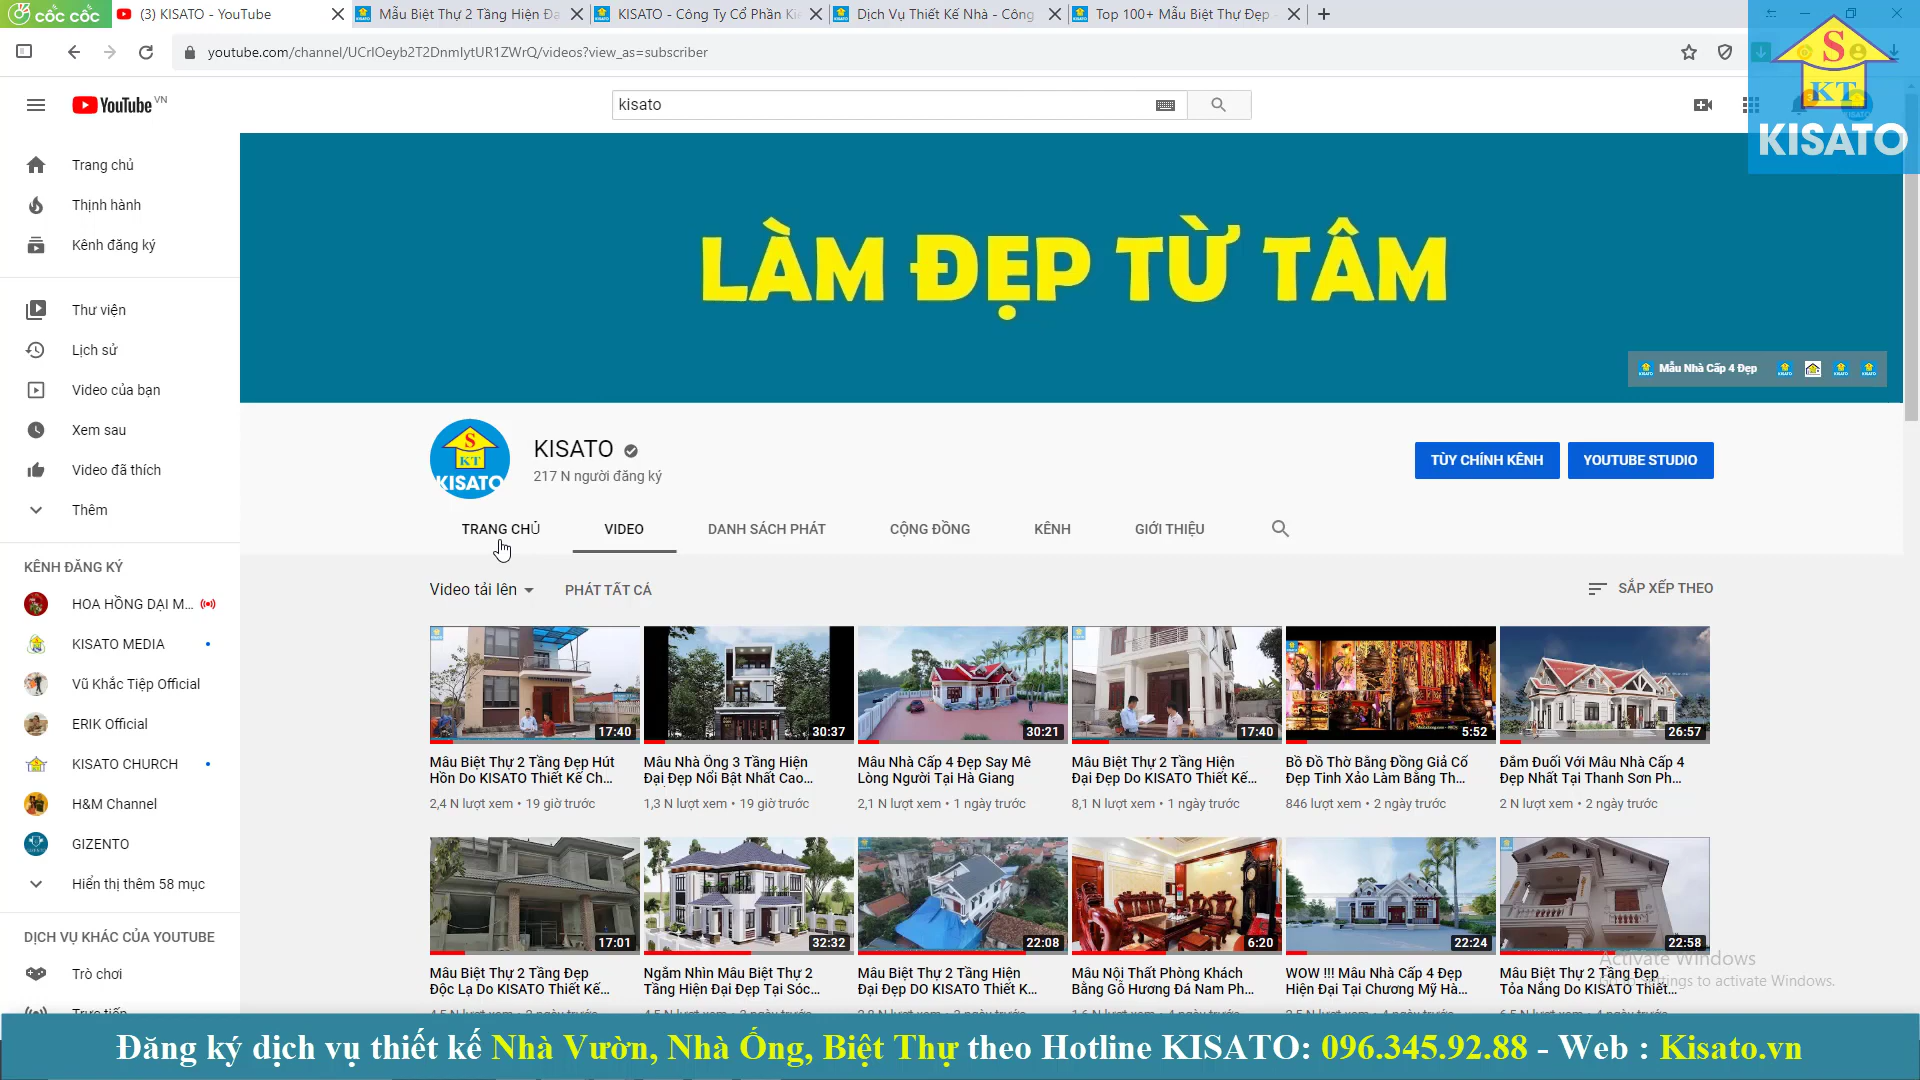 cốc cốc
(3) KISATO - YouTube
Mẫu Biệt Thự 2 Tầng Hiện Đạ
KISATO - Công Ty Cổ Phần Kiế
Dịch Vụ Thiết Kế Nhà - Công
Top 100+ Mẫu Biệt Thự Đẹp -
youtube.com/channel/UCrIOeyb2T2DnmIytUR1ZWrQ/videos?view_as=subscriber
YouTube VN
kisato
S
KT
KISATO
Trang chủ
Thịnh hành
Kênh đăng ký
Thư viện
Lịch sử
Video của bạn
Xem sau
Video đã thích
Thêm
KÊNH ĐĂNG KÝ
HOA HỒNG DẠI M...
KISATO MEDIA
Vũ Khắc Tiệp Official
ERIK Official
KISATO CHURCH
H&M Channel
GIZENTO
Hiển thị thêm 58 mục
DỊCH VỤ KHÁC CỦA YOUTUBE
Trò chơi
Trực tiếp
LÀM ĐẸP TỪ TÂM
Mẫu Nhà Cấp 4 Đẹp
S
KT
KISATO
KISATO
217 N người đăng ký
TÙY CHỈNH KÊNH
YOUTUBE STUDIO
TRANG CHỦ
VIDEO
DANH SÁCH PHÁT
CỘNG ĐỒNG
KÊNH
GIỚI THIỆU
Video tải lên
PHÁT TẤT CẢ
SẮP XẾP THEO
17:40
30:37
30:21
17:40
5:52
26:57
Mẫu Biệt Thự 2 Tầng Đẹp Hút
Hồn Do KISATO Thiết Kế Ch...
2,4 N lượt xem • 19 giờ trước
Mẫu Nhà Ống 3 Tầng Hiện
Đại Đẹp Nổi Bật Nhất Cao...
1,3 N lượt xem • 19 giờ trước
Mẫu Nhà Cấp 4 Đẹp Say Mê
Lòng Người Tại Hà Giang
2,1 N lượt xem • 1 ngày trước
Mẫu Biệt Thự 2 Tầng Hiện
Đại Đẹp Do KISATO Thiết Kế...
8,1 N lượt xem • 1 ngày trước
Bộ Đồ Thờ Bằng Đồng Giả Cổ
Đẹp Tinh Xảo Làm Bằng Th...
846 lượt xem • 2 ngày trước
Đắm Đuối Với Mẫu Nhà Cấp 4
Đẹp Nhất Tại Thanh Sơn Ph...
2 N lượt xem • 2 ngày trước
17:01
32:32
22:08
6:20
22:24
22:58
Mẫu Biệt Thự 2 Tầng Đẹp
Độc Lạ Do KISATO Thiết Kế...
Ngắm Nhìn Mẫu Biệt Thự 2
Tầng Hiện Đại Đẹp Tại Sóc...
Mẫu Biệt Thự 2 Tầng Hiện
Đại Đẹp DO KISATO Thiết K...
Mẫu Nội Thất Phòng Khách
Bằng Gỗ Hương Đá Nam Ph...
WOW !!! Mẫu Nhà Cấp 4 Đẹp
Hiện Đại Tại Chương Mỹ Hà...
Mẫu Biệt Thự 2 Tầng Đẹp
Tỏa Nắng Do KISATO Thiết...
Activate Windows
Go to Settings to activate Windows.
Đăng ký dịch vụ thiết kế Nhà Vườn, Nhà Ống, Biệt Thự theo Hotline KISATO: 096.345.92.88 - Web : Kisato.vn